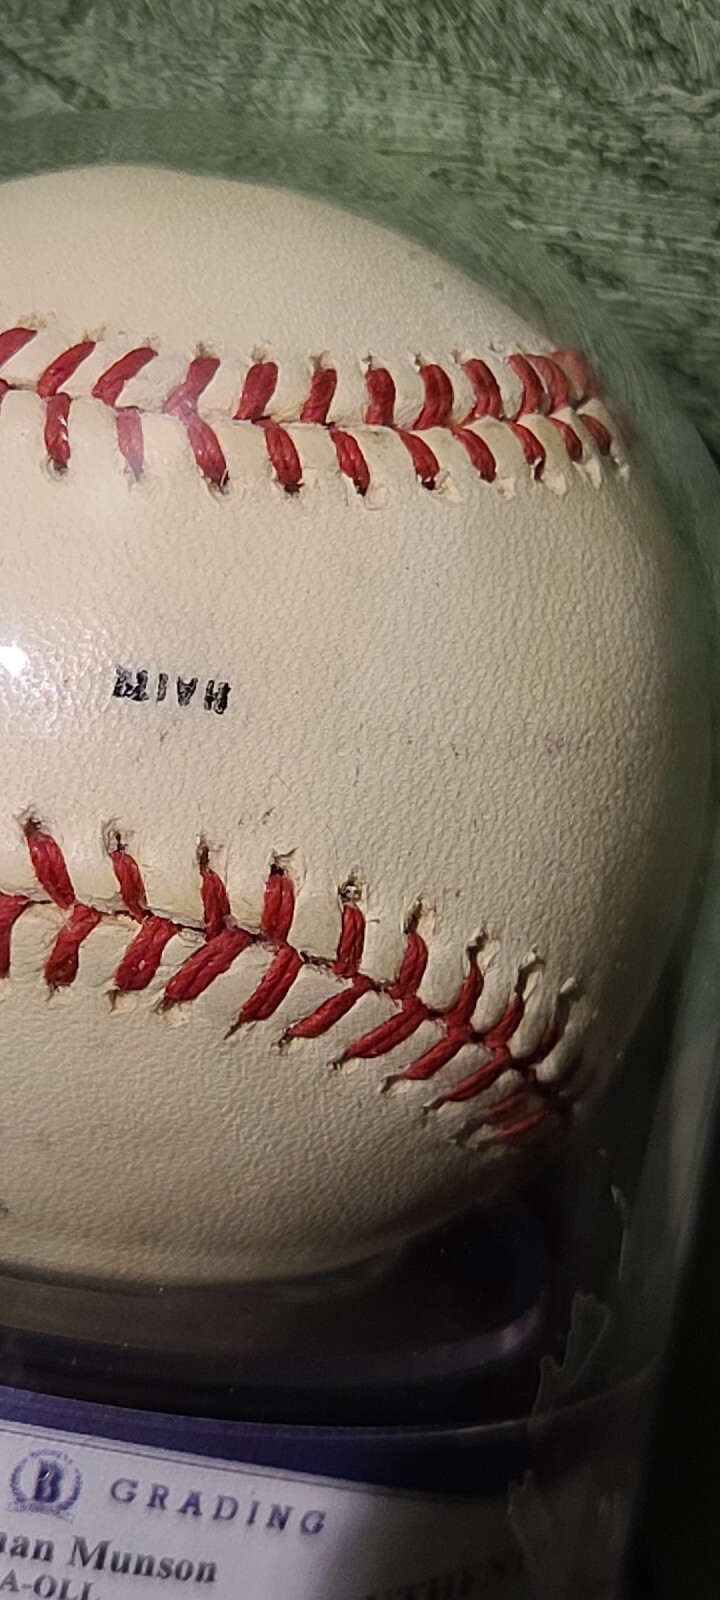 HAITI
B GRADING
nan Munson
A-OLL